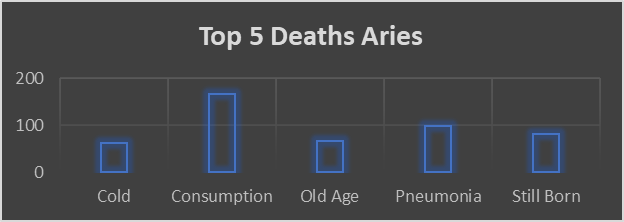 Top 5 Deaths Aries
200
100
0
Cold Consumption Old Age Pneumonia Still Born